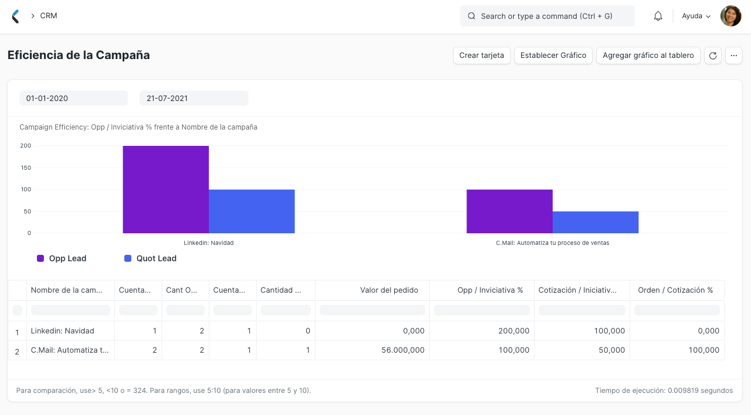 CRM
Search or type a command (Ctrl + G)
Ayuda
Eficiencia de la Campaña
Crear tarjeta
Establecer Gráfico
Agregar gráfico al tablero
01-01-2020
21-07-2021
Campaign Efficiency: Opp / Inviciativa % frente a Nombre de la campaña
200
150
100
50
0
Linkedin: Navidad
C.Mail: Automatiza tu proceso de ventas
Opp Lead
Quot Lead
Nombre de la cam... Cuenta... Cant O... Cuenta... Cantidad ... Valor del pedido Opp / Inviciativa % Cotización / Iniciativ... Orden / Cotización %
1 Linkedin: Navidad 1 2 1 0 0,000 200,000 100,000 0,000
2 C.Mail: Automatiza t... 2 2 1 1 56.000,000 100,000 50,000 100,000
Para comparación, use> 5, <10 o = 324. Para rangos, use 5:10 (para valores entre 5 y 10).
Tiempo de ejecución: 0.009819 segundos